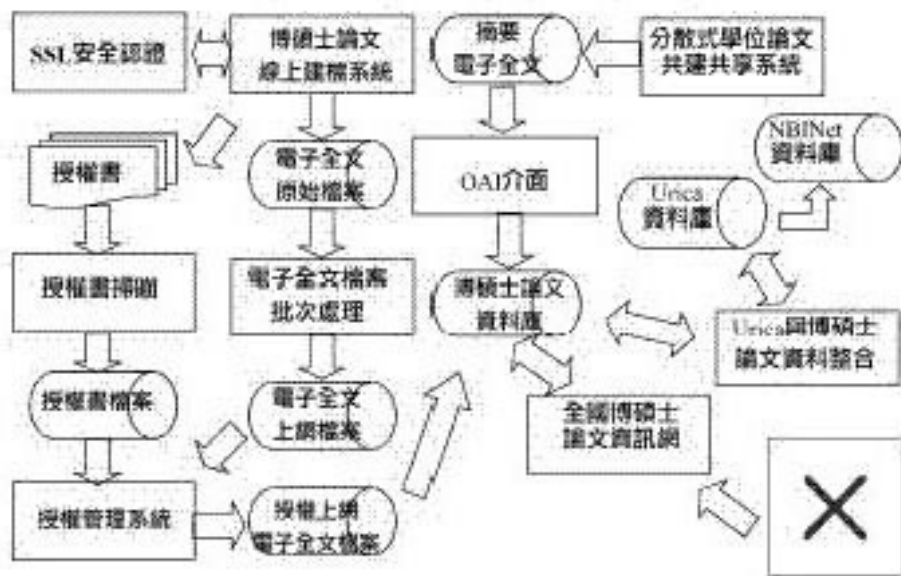 SSL安全認證
博碩士論文
線上建檔系統
摘要
電子全文
分散式學位論文
共建共享系統
授權書
電子全文
原始檔案
OAI介面
Urica
資料庫
NBINet
資料庫
授權書掃瞄
電子全文檔案
批次處理
博碩士論文
資料庫
Urica與博碩士
論文資料整合
授權書檔案
電子全文
上網檔案
全國博碩士
論文資訊網
授權管理系統
授權上網
電子全文檔案